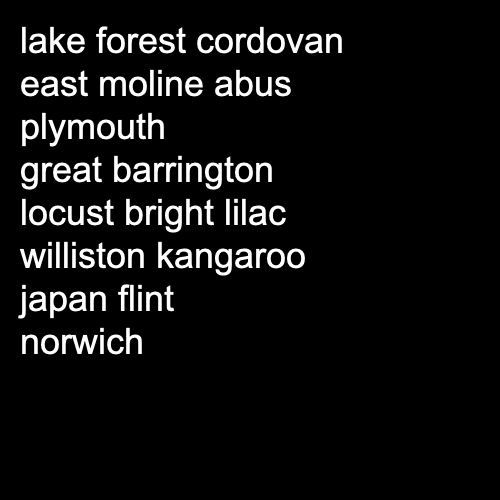 lake forest cordovan
east moline abus
plymouth
great barrington
locust bright lilac
williston kangaroo
japan flint
norwich